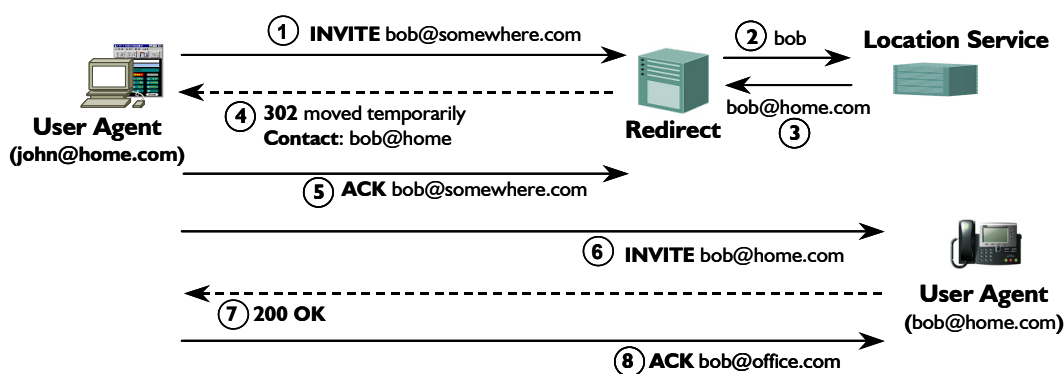 1 INVITE bob@somewhere.com
2 bob
Location Service
bob@home.com
3
4 302 moved temporarily
Contact: bob@home
User Agent
(john@home.com)
Redirect
5 ACK bob@somewhere.com
6 INVITE bob@home.com
7 200 OK
User Agent
(bob@home.com)
8 ACK bob@office.com